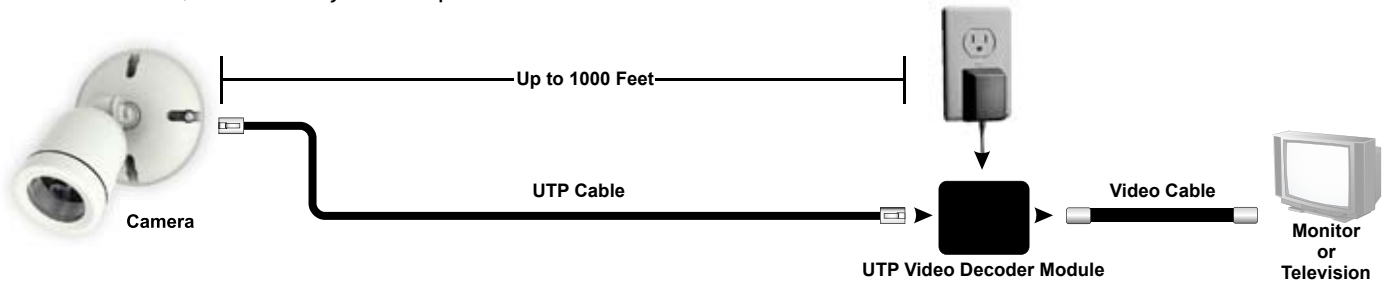 Up to 1000 Feet
UTP Cable
Video Cable
Camera
Monitor
or
Television
UTP Video Decoder Module